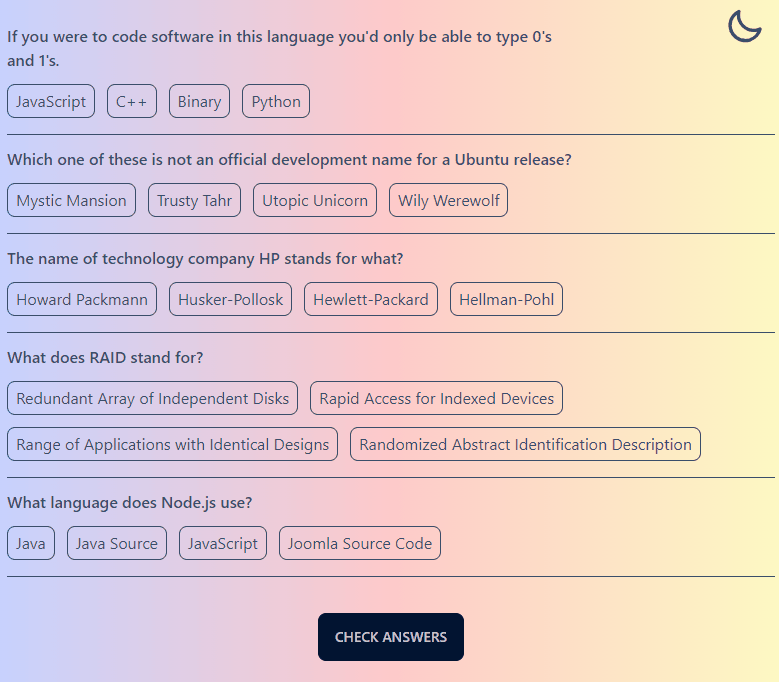 If you were to code software in this language you'd only be able to type 0's
and 1's.
JavaScript C++ Binary Python
Which one of these is not an official development name for a Ubuntu release?
Mystic Mansion Trusty Tahr Utopic Unicorn Wily Werewolf
The name of technology company HP stands for what?
Howard Packmann Husker-Pollosk Hewlett-Packard Hellman-Pohl
What does RAID stand for?
Redundant Array of Independent Disks Rapid Access for Indexed Devices
Range of Applications with Identical Designs Randomized Abstract Identification Description
What language does Node.js use?
Java Java Source JavaScript Joomla Source Code
CHECK ANSWERS